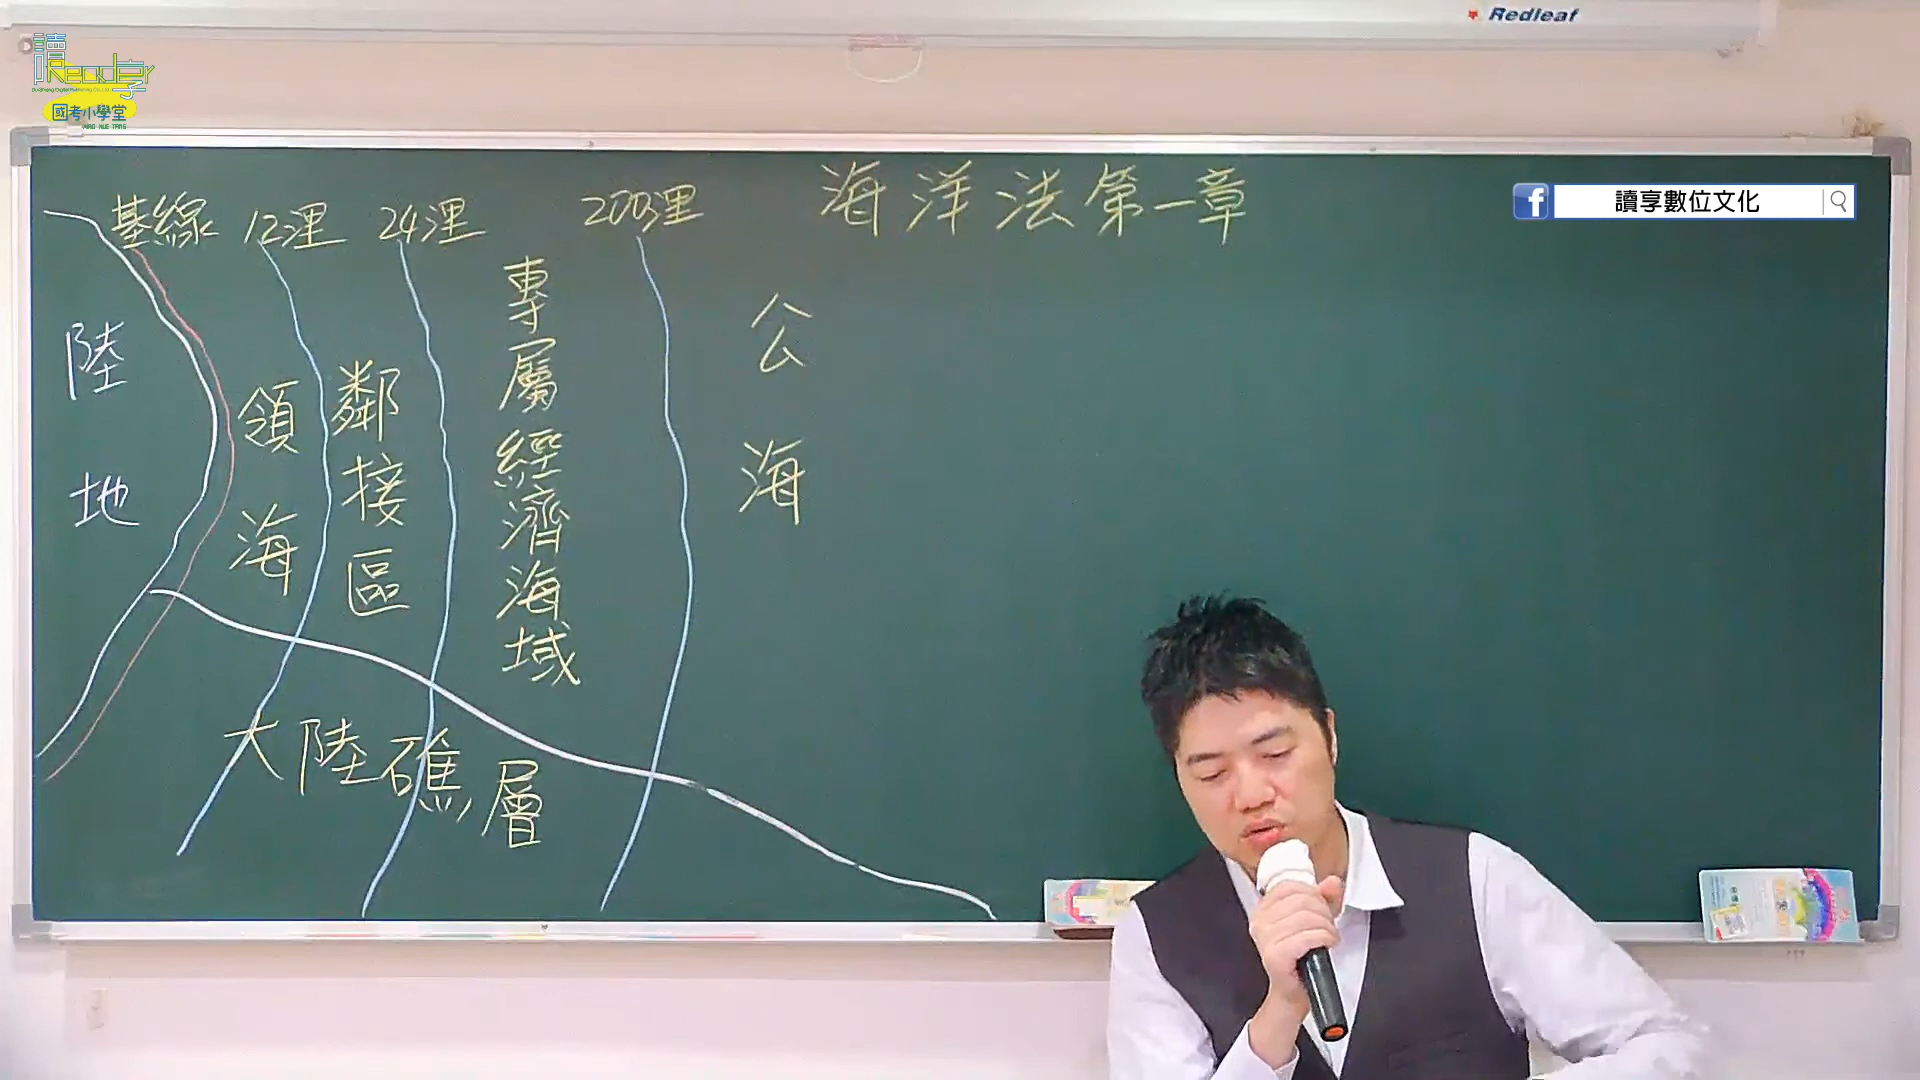 Redleaf
讀享
Reader
國考小學堂
讀享數位文化
海洋法第一章
基線 12浬 24浬 200浬
陸地
領海
鄰接區
專屬經濟海域
公海
大陸礁層